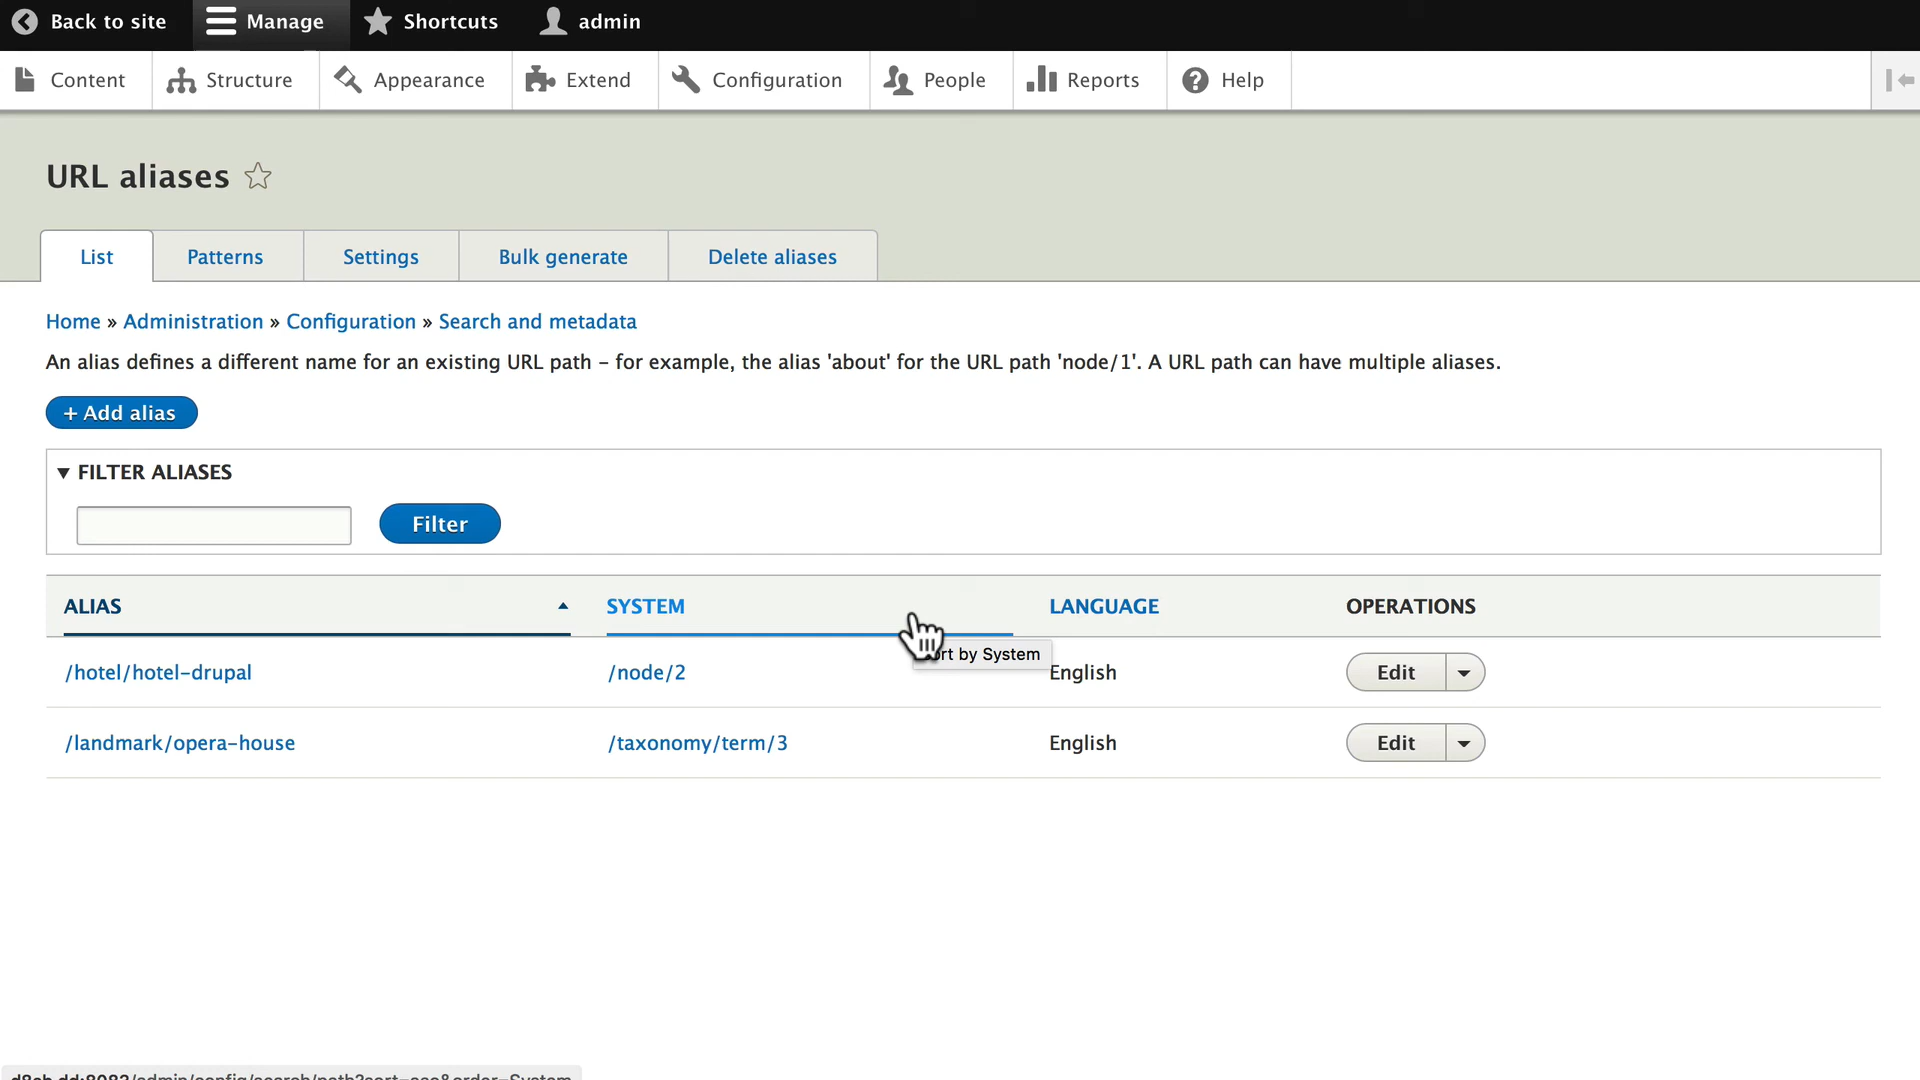 Back to site Manage Shortcuts admin
Content Structure Appearance Extend Configuration People Reports Help
URL aliases
List Patterns Settings Bulk generate Delete aliases
Home » Administration » Configuration » Search and metadata
An alias defines a different name for an existing URL path – for example, the alias 'about' for the URL path 'node/1'. A URL path can have multiple aliases.
+ Add alias
▼ FILTER ALIASES
Filter
ALIAS ▲ SYSTEM LANGUAGE OPERATIONS
by System
/hotel/hotel-drupal /node/2 English Edit
/landmark/opera-house /taxonomy/term/3 English Edit